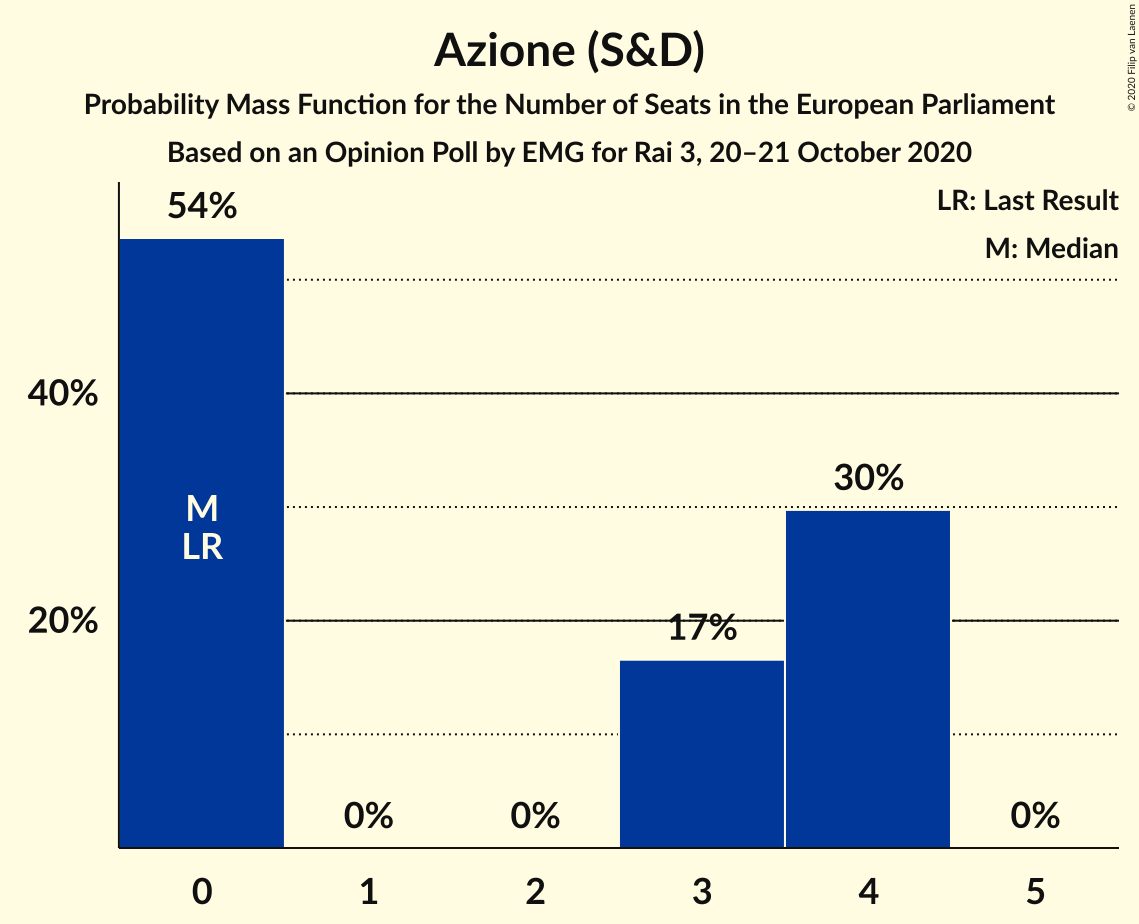 Azione (S&D)
Probability Mass Function for the Number of Seats in the European Parliament
Based on an Opinion Poll by EMG for Rai 3, 20–21 October 2020
© 2020 Filip van Laenen
LR: Last Result
M: Median
54%
40%
M
LR
30%
20%
17%
0%
0%
0%
0
1
2
3
4
5